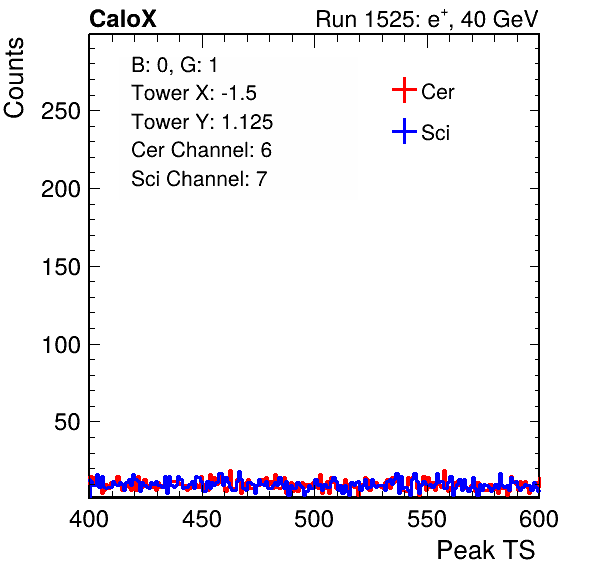 CaloX Run 1525: e⁺, 40 GeV
Counts
B: 0, G: 1
Tower X: -1.5
Tower Y: 1.125
Cer Channel: 6
Sci Channel: 7
Cer
Sci
250
200
150
100
50
400 450 500 550 600
Peak TS